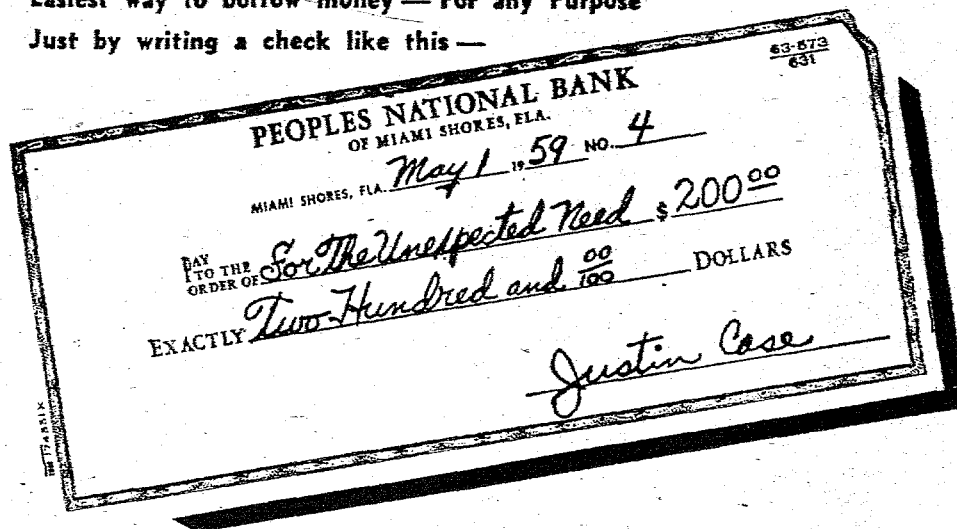 Easiest way to borrow money — For any Purpose
Just by writing a check like this —
63-673
631
PEOPLES NATIONAL BANK
OF MIAMI SHORES, FLA.
MIAMI SHORES, FLA. May 1 1959 NO. 4
PAY TO THE ORDER OF For The Unexpected Need $ 200 00
EXACTLY Two Hundred and 00/100 DOLLARS
Justin Case